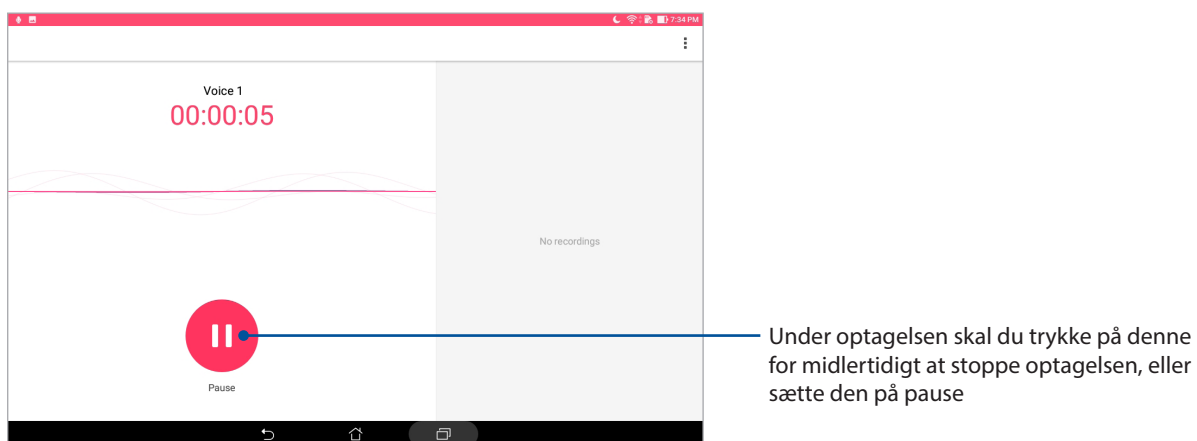 7:34 PM
Voice 1
00:00:05
No recordings
Pause
Under optagelsen skal du trykke på denne
for midlertidigt at stoppe optagelsen, eller
sætte den på pause